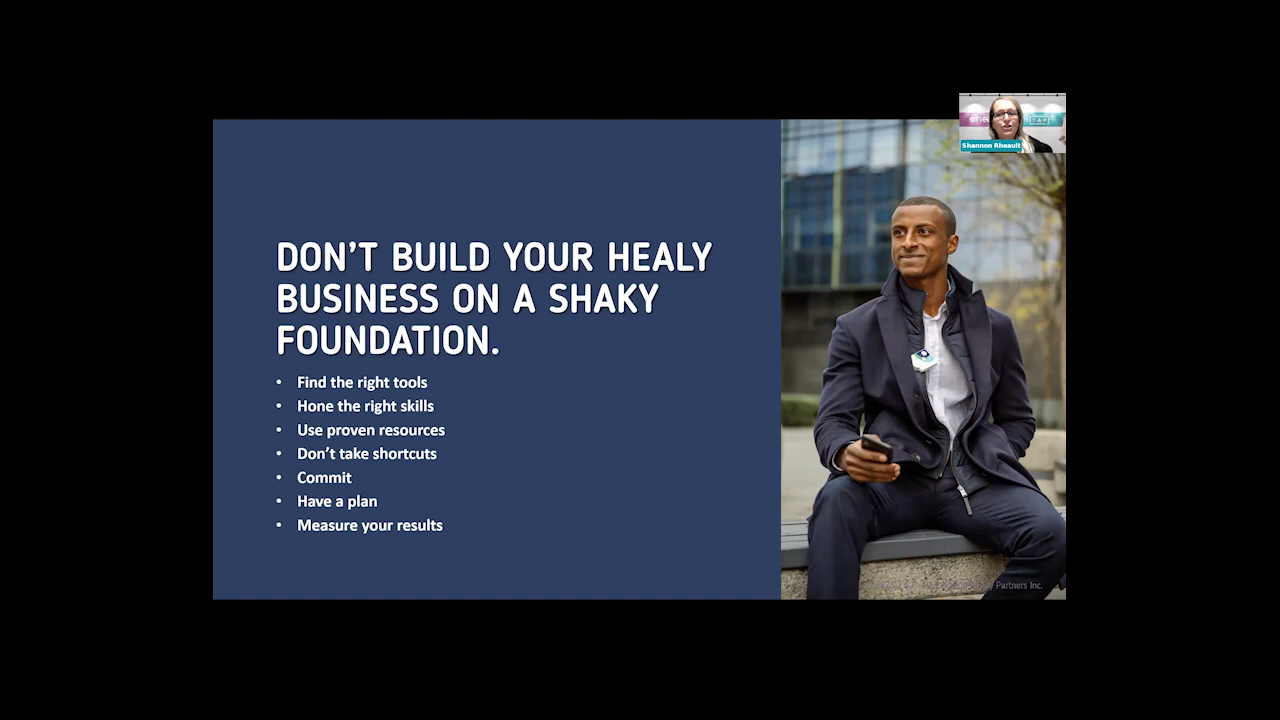 Shannon Rheault
DON'T BUILD YOUR HEALY
BUSINESS ON A SHAKY
FOUNDATION.
• Find the right tools
• Hone the right skills
• Use proven resources
• Don't take shortcuts
• Commit
• Have a plan
• Measure your results
Partners Inc.